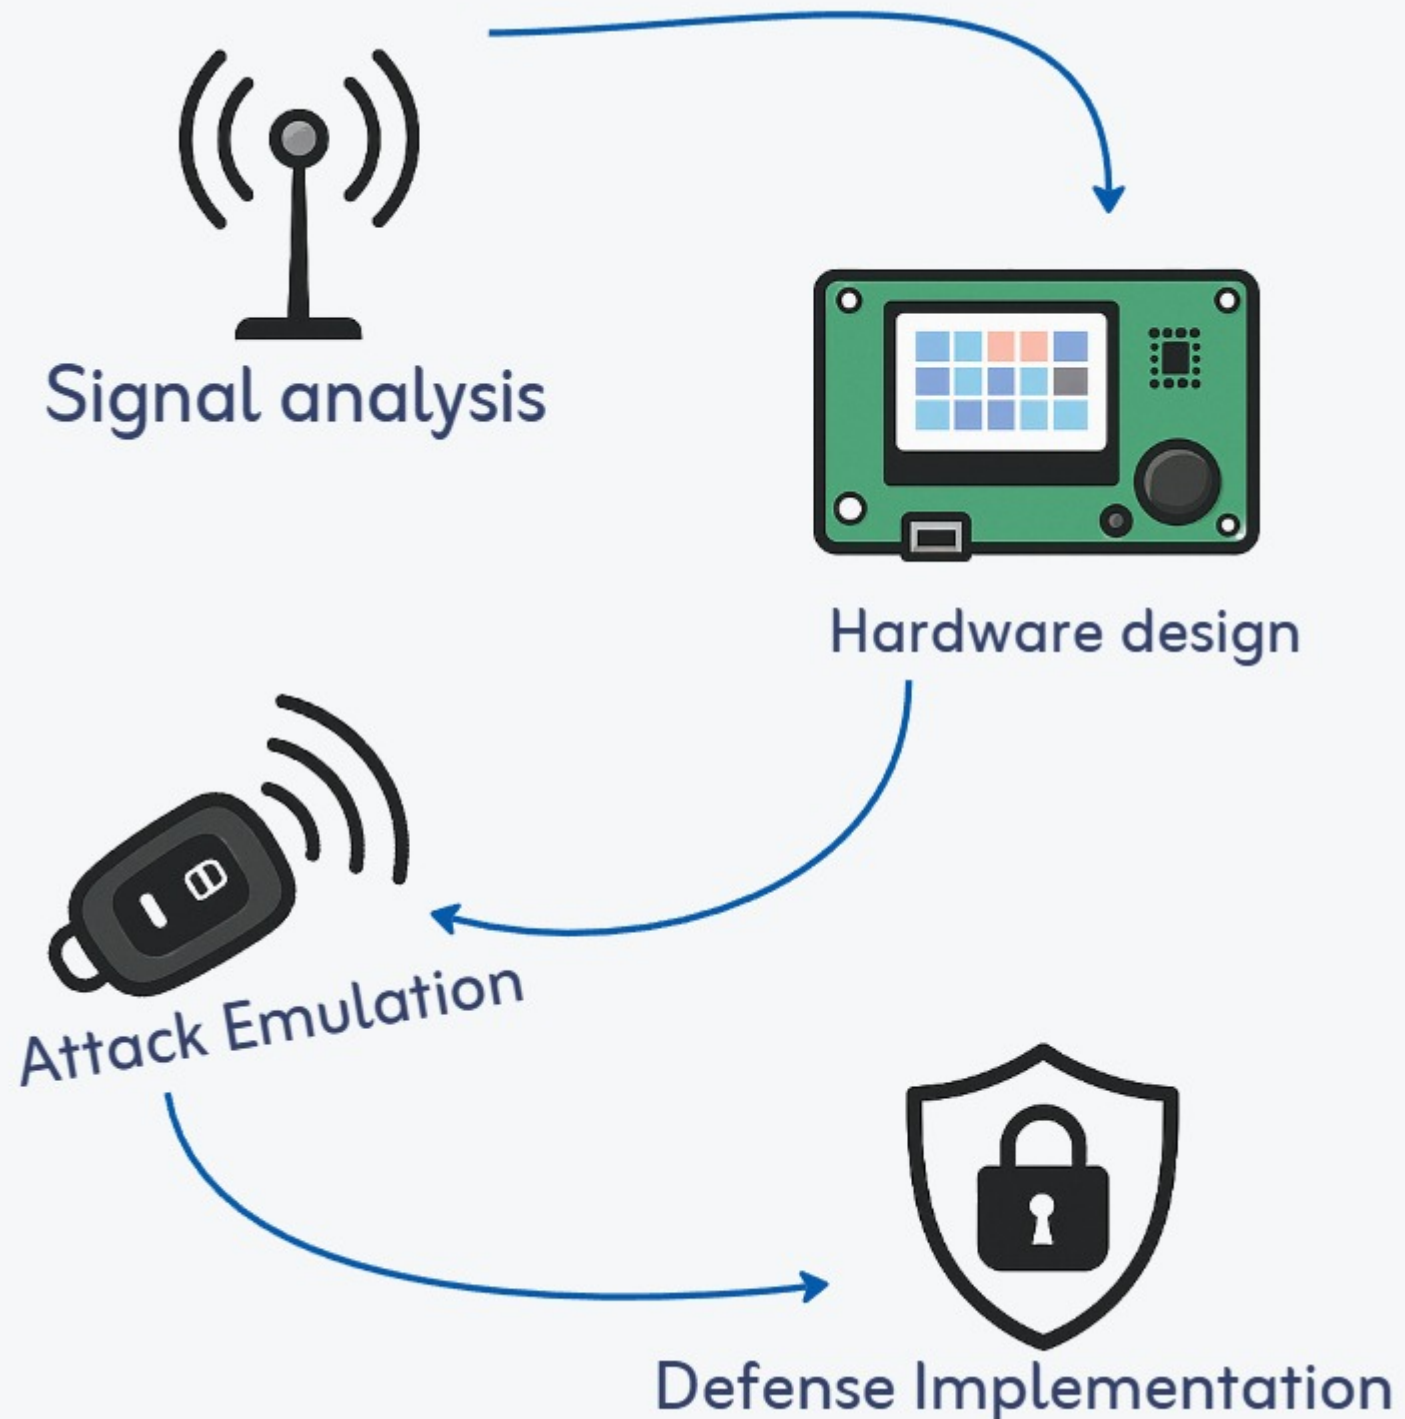 Signal analysis
Hardware design
Attack Emulation
Defense Implementation